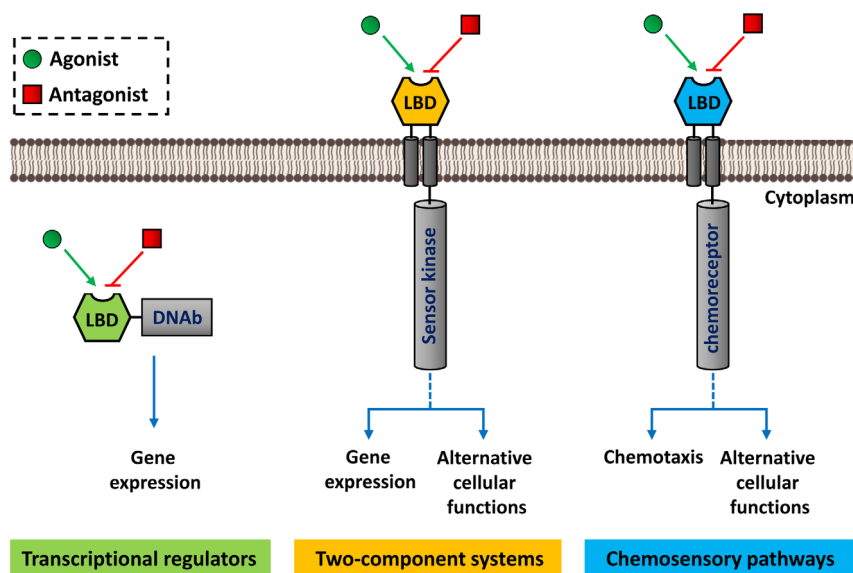 Agonist
Antagonist
LBD
LBD
Cytoplasm
Sensor kinase
chemoreceptor
LBD
DNAb
Gene
expression
Gene
expression
Alternative
cellular
functions
Chemotaxis
Alternative
cellular
functions
Transcriptional regulators
Two-component systems
Chemosensory pathways